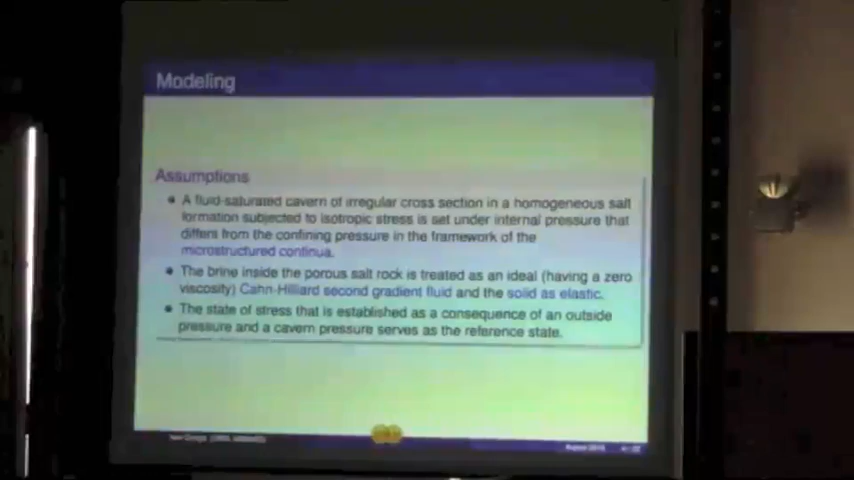 Modeling
Assumptions
A fluid-saturated cavern of irregular cross section in a homogeneous salt
formation subjected to isotropic stress is set under internal pressure that
differs from the confining pressure in the framework of the
microstructured continua.
The brine inside the porous salt rock is treated as an ideal (having a zero
viscosity) Cahn-Hilliard second gradient fluid and the solid as elastic.
The state of stress that is established as a consequence of an outside
pressure and a cavern pressure serves as the reference state.